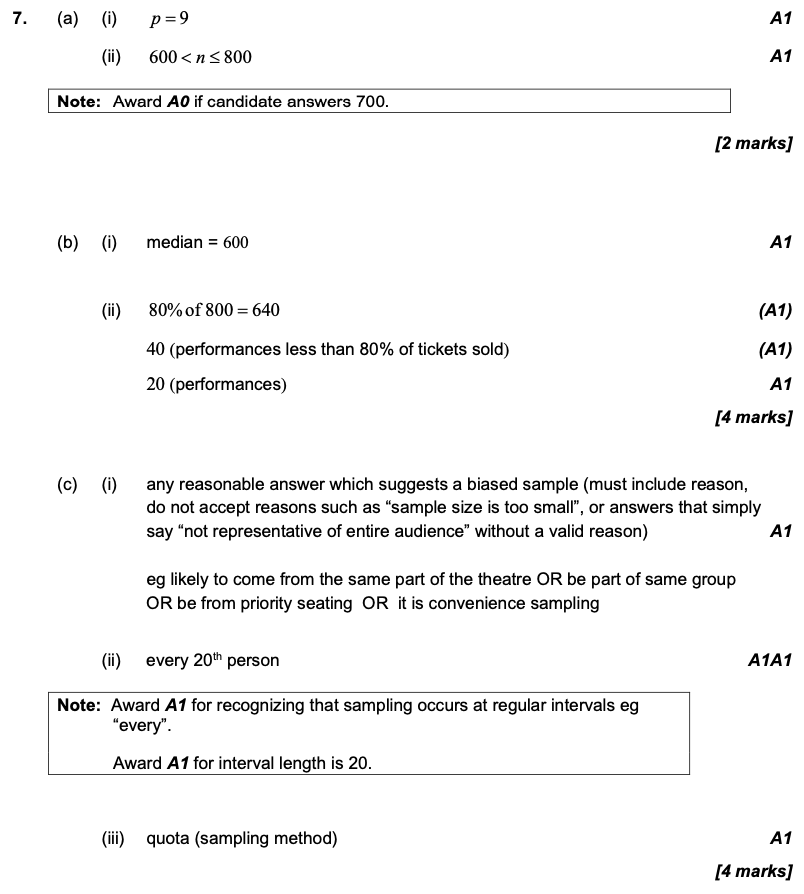 7. (a) (i) p = 9 A1
(ii) 600 < n ≤ 800 A1
Note: Award A0 if candidate answers 700.
[2 marks]
(b) (i) median = 600 A1
(ii) 80% of 800 = 640 (A1)
40 (performances less than 80% of tickets sold) (A1)
20 (performances) A1
[4 marks]
(c) (i) any reasonable answer which suggests a biased sample (must include reason,
do not accept reasons such as “sample size is too small”, or answers that simply
say “not representative of entire audience” without a valid reason) A1
eg likely to come from the same part of the theatre OR be part of same group
OR be from priority seating OR it is convenience sampling
(ii) every 20th person A1A1
Note: Award A1 for recognizing that sampling occurs at regular intervals eg
“every”.
Award A1 for interval length is 20.
(iii) quota (sampling method) A1
[4 marks]